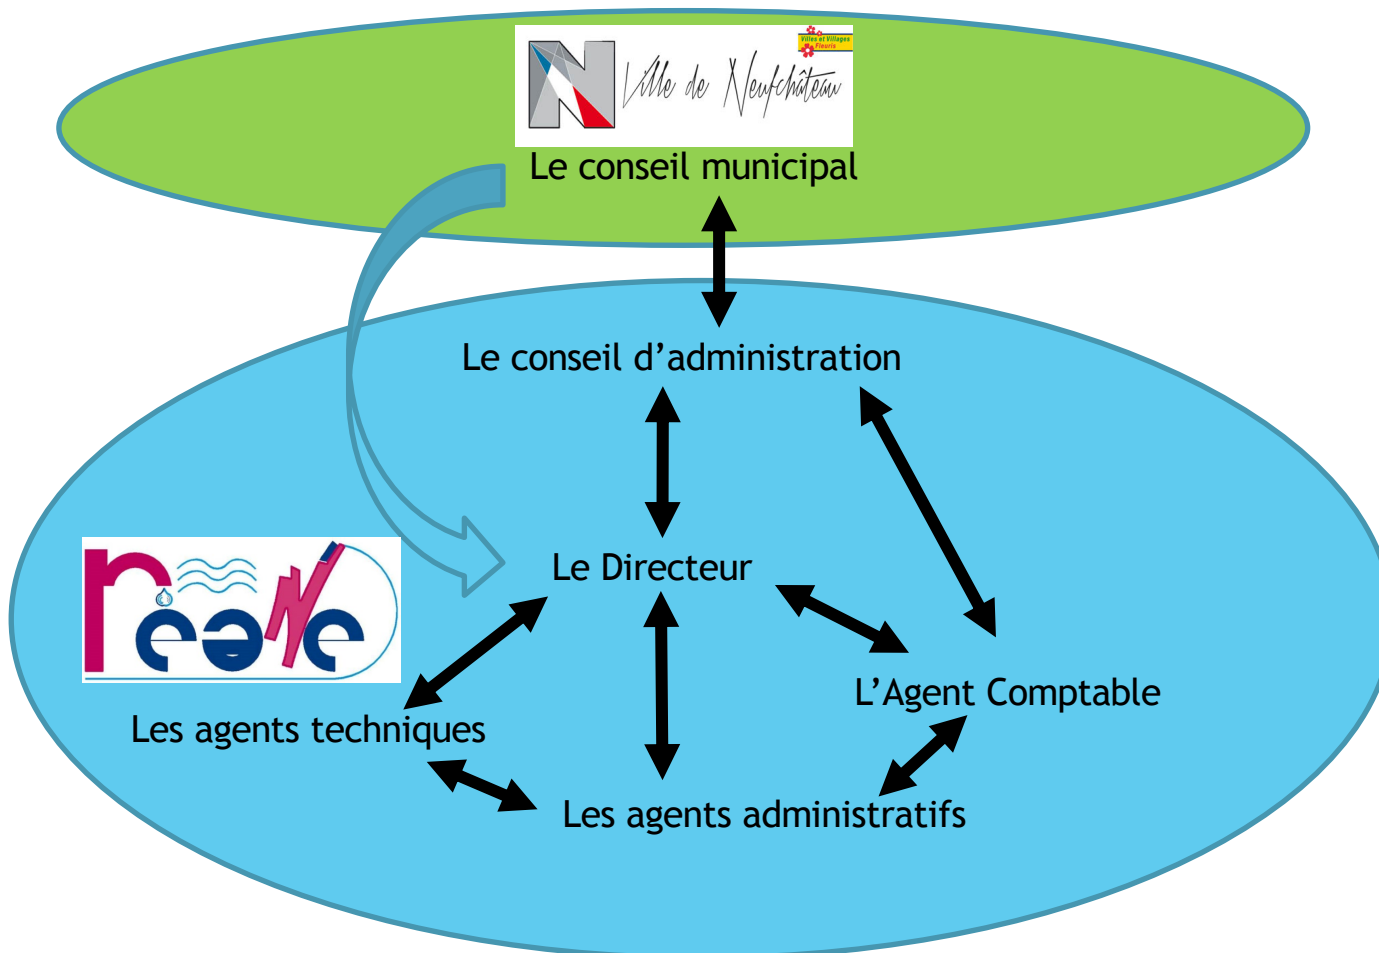 Villes et Villages
Fleuris
Ville de Neufchâteau
Le conseil municipal
Le conseil d’administration
Le Directeur
réaNe
L’Agent Comptable
Les agents techniques
Les agents administratifs